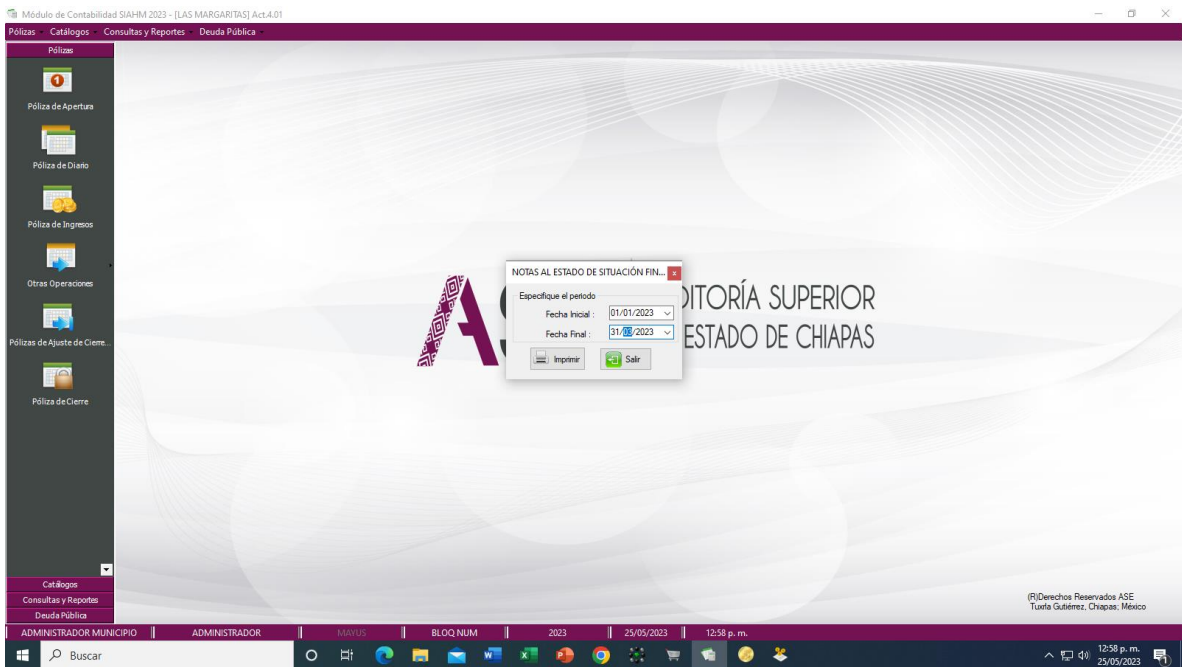 Módulo de Contabilidad SIAHM 2023 - [LAS MARGARITAS] Act.4.01
Pólizas Catálogos Consultas y Reportes Deuda Pública
Pólizas
1
Póliza de Apertura
Póliza de Diario
Póliza de Ingresos
Otras Operaciones
Pólizas de Ajuste de Cierre...
Póliza de Cierre
NOTAS AL ESTADO DE SITUACIÓN FIN... x
Especifique el periodo
Fecha Inicial : 01/01/2023
Fecha Final : 31/03/2023
Imprimir Salir
DITORÍA SUPERIOR
ESTADO DE CHIAPAS
Catálogos
Consultas y Reportes
Deuda Pública
(R)Derechos Reservados ASE
Tuxtla Gutiérrez, Chiapas; México
ADMINISTRADOR MUNICIPIO ADMINISTRADOR MAYUS BLOQ NUM 2023 25/05/2023 12:58 p. m.
Buscar
12:58 p. m.
25/05/2023